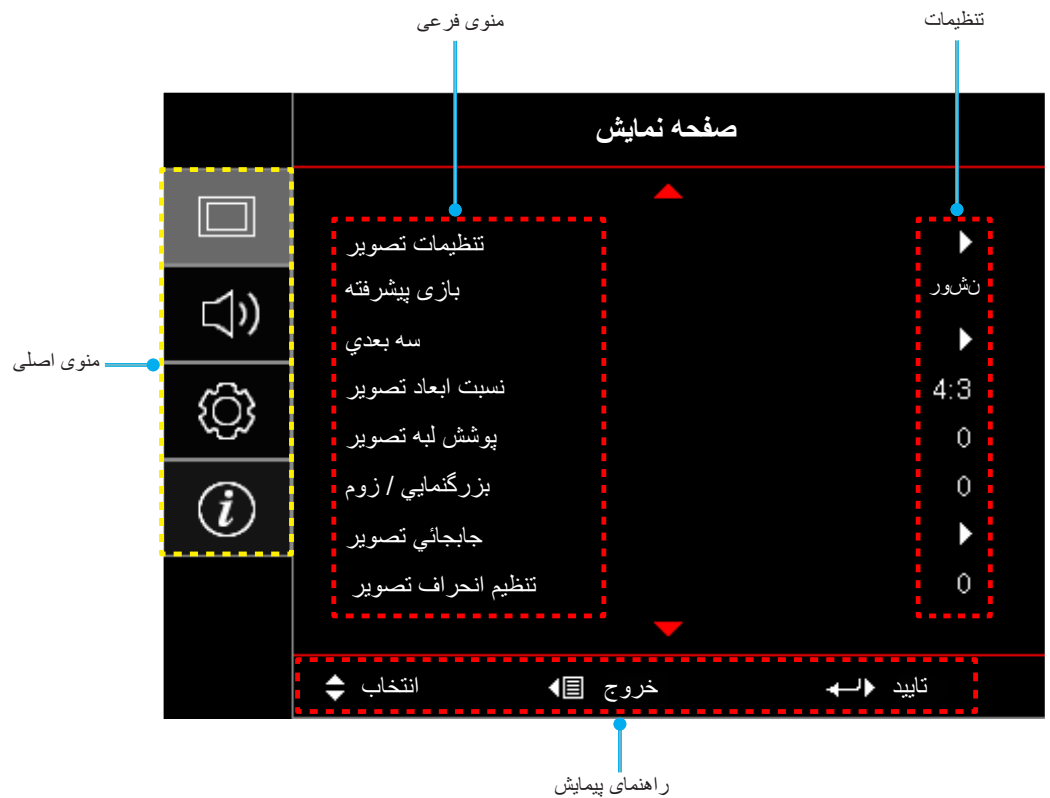 منوی فرعی
تنظیمات
صفحه نمایش
تنظیمات تصویر
بازی پیشرفته
نشور
سه بعدي
نسبت ابعاد تصویر
4:3
پوشش لبه تصویر
0
بزرگنمايي / زوم
0
جابجائي تصویر
تنظیم انحراف تصویر
0
منوی اصلی
انتخاب
خروج
تایید
راهنمای پیمایش